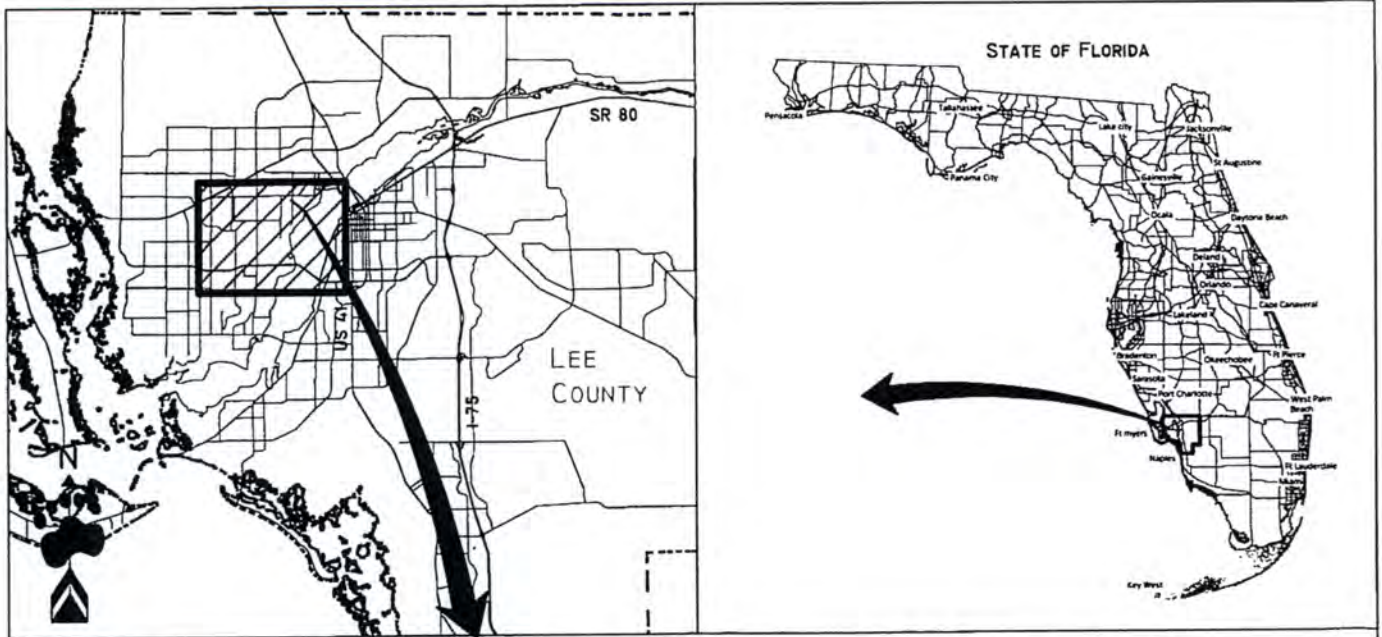 SR 80
US 41
LEE
COUNTY
I-75
N
STATE OF FLORIDA
Pensacola
Tallahassee
Panama City
Lake city
Jacksonville
St Augustine
Gainesville
Ocala
Daytona Beach
Deland
Orlando
Cape Canaveral
Lakeland
Bradenton
Okeechobee
Ft Pierce
Sarasota
Port Charlotte
West Palm
Beach
Ft myers
Naples
Ft Lauderdale
Miami
Key West